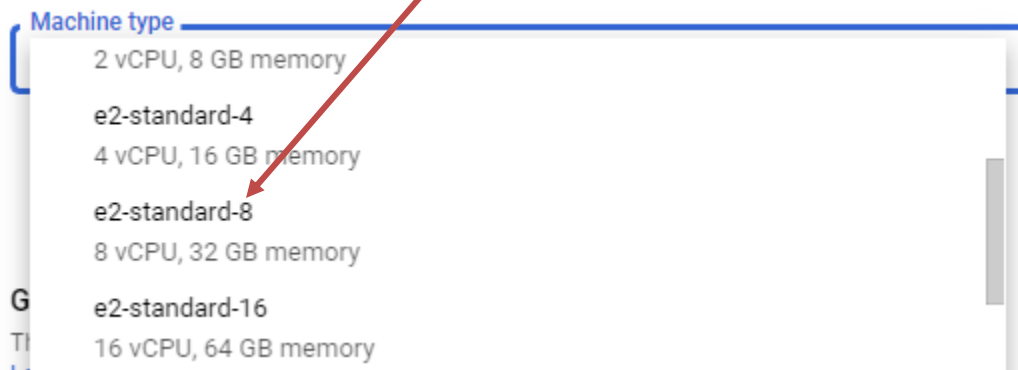 Machine type
2 vCPU, 8 GB memory
e2-standard-4
4 vCPU, 16 GB memory
e2-standard-8
8 vCPU, 32 GB memory
e2-standard-16
16 vCPU, 64 GB memory